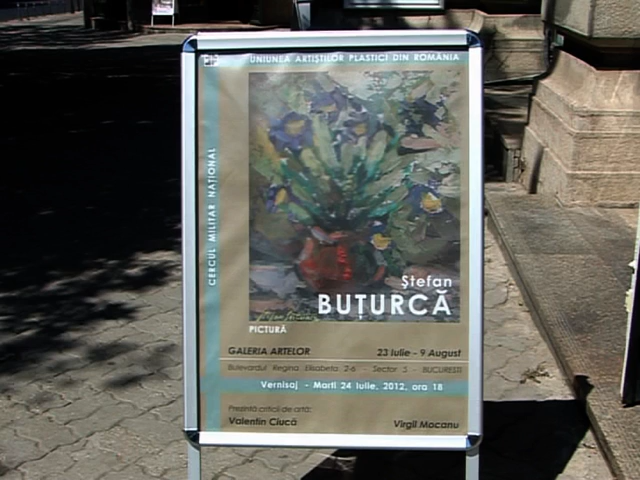 UNIUNEA ARTIȘTILOR PLASTICI DIN ROMÂNIA
CERCUL MILITAR NAȚIONAL
Ștefan
BUȚURCĂ
PICTURĂ
GALERIA ARTELOR 23 Iulie - 9 August
Bulevardul Regina Elisabeta 2-6 - Sector 5 - BUCUREȘTI
Vernisaj - Marți 24 Iulie, 2012, ora 18
Prezintă criticii de artă:
Valentin Ciucă Virgil Mocanu